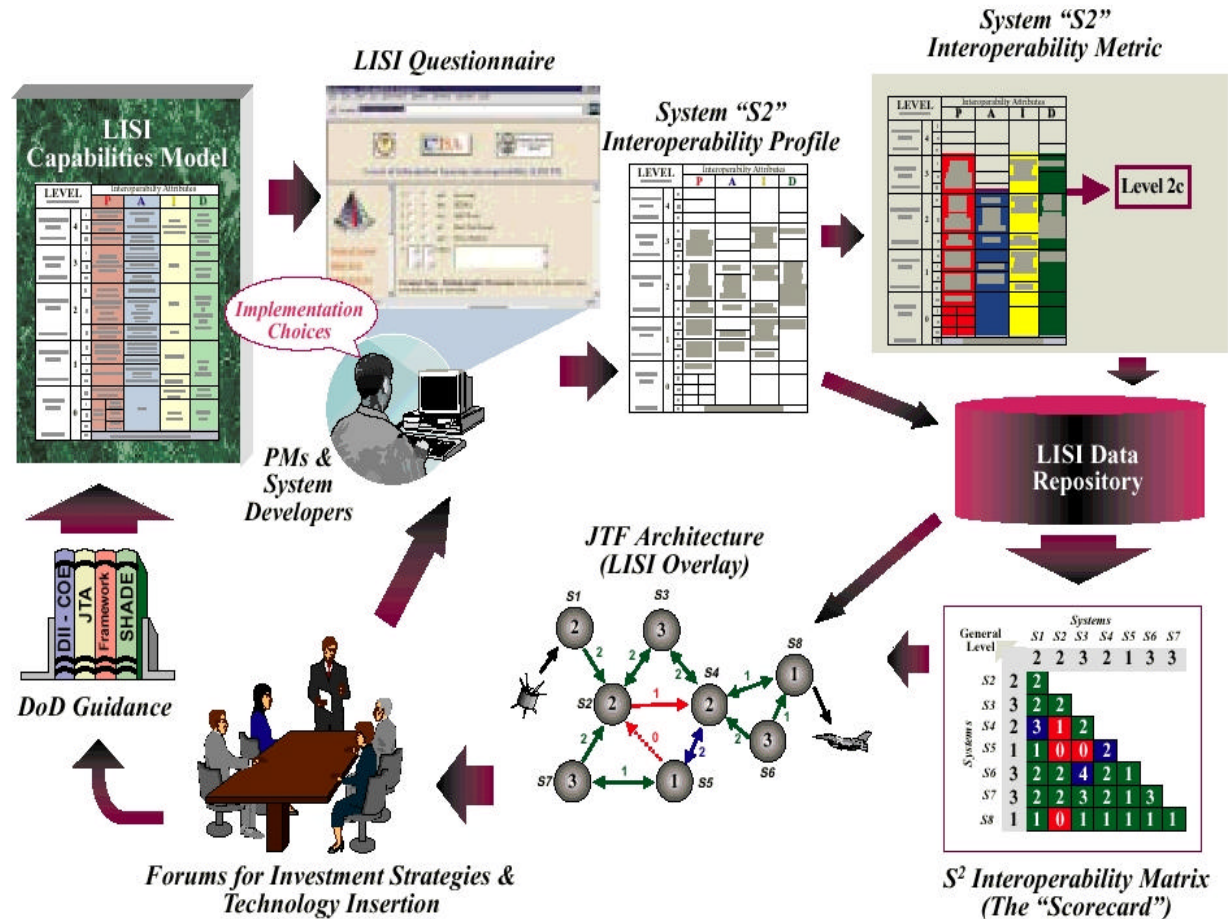 System “S2”
Interoperability Metric
LISI Questionnaire
System “S2”
Interoperability Profile
LISI
Capabilities Model
LEVEL
Interoperability Attributes
P A I D
4
3
2
1
0
CISA
LEVEL
Interoperability Attributes
P A I D
4
3
2
1
0
LEVEL
Interoperability Attributes
P A I D
4
3
2
1
0
Level 2c
Implementation
Choices
PMs &
System
Developers
LISI Data
Repository
DII - COE
JTA
Framework
SHADE
DoD Guidance
JTF Architecture
(LISI Overlay)
S1
2
S3
3
S8
1
S4
2
S2
2
S7
3
S5
1
S6
3
2
2
2
1
1
0
2
2
1
2
1
Forums for Investment Strategies &
Technology Insertion
Systems
General
Level
S1 S2 S3 S4 S5 S6 S7
2 2 3 2 1 3 3
Systems
S2 2 2
S3 3 2 2
S4 2 3 1 2
S5 1 1 0 0 2
S6 3 2 2 4 2 1
S7 3 2 2 3 2 1 3
S8 1 1 0 1 1 1 1 1
S² Interoperability Matrix
(The “Scorecard”)